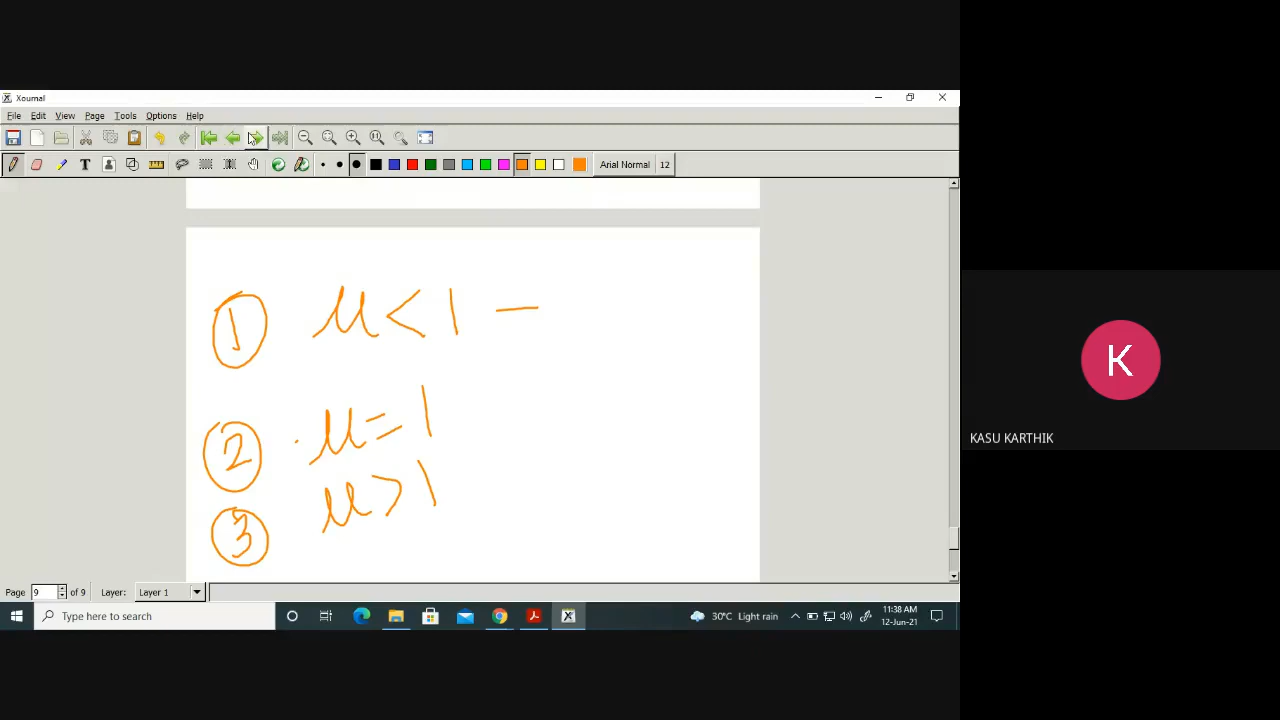 Xournal
File Edit View Page Tools Options Help
T Arial Normal 12
① μ < 1 —
② μ = 1
③ μ > 1
K
KASU KARTHIK
Page 9 of 9 Layer: Layer 1
Type here to search 30°C Light rain 11:38 AM
12-Jun-21